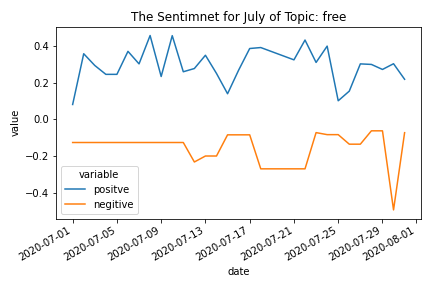 The Sentimnet for July of Topic: free
value
0.4
0.2
0.0
−0.2
−0.4
variable
positve
negitive
2020-07-01
2020-07-05
2020-07-09
2020-07-13
2020-07-17
2020-07-21
2020-07-25
2020-07-29
2020-08-01
date